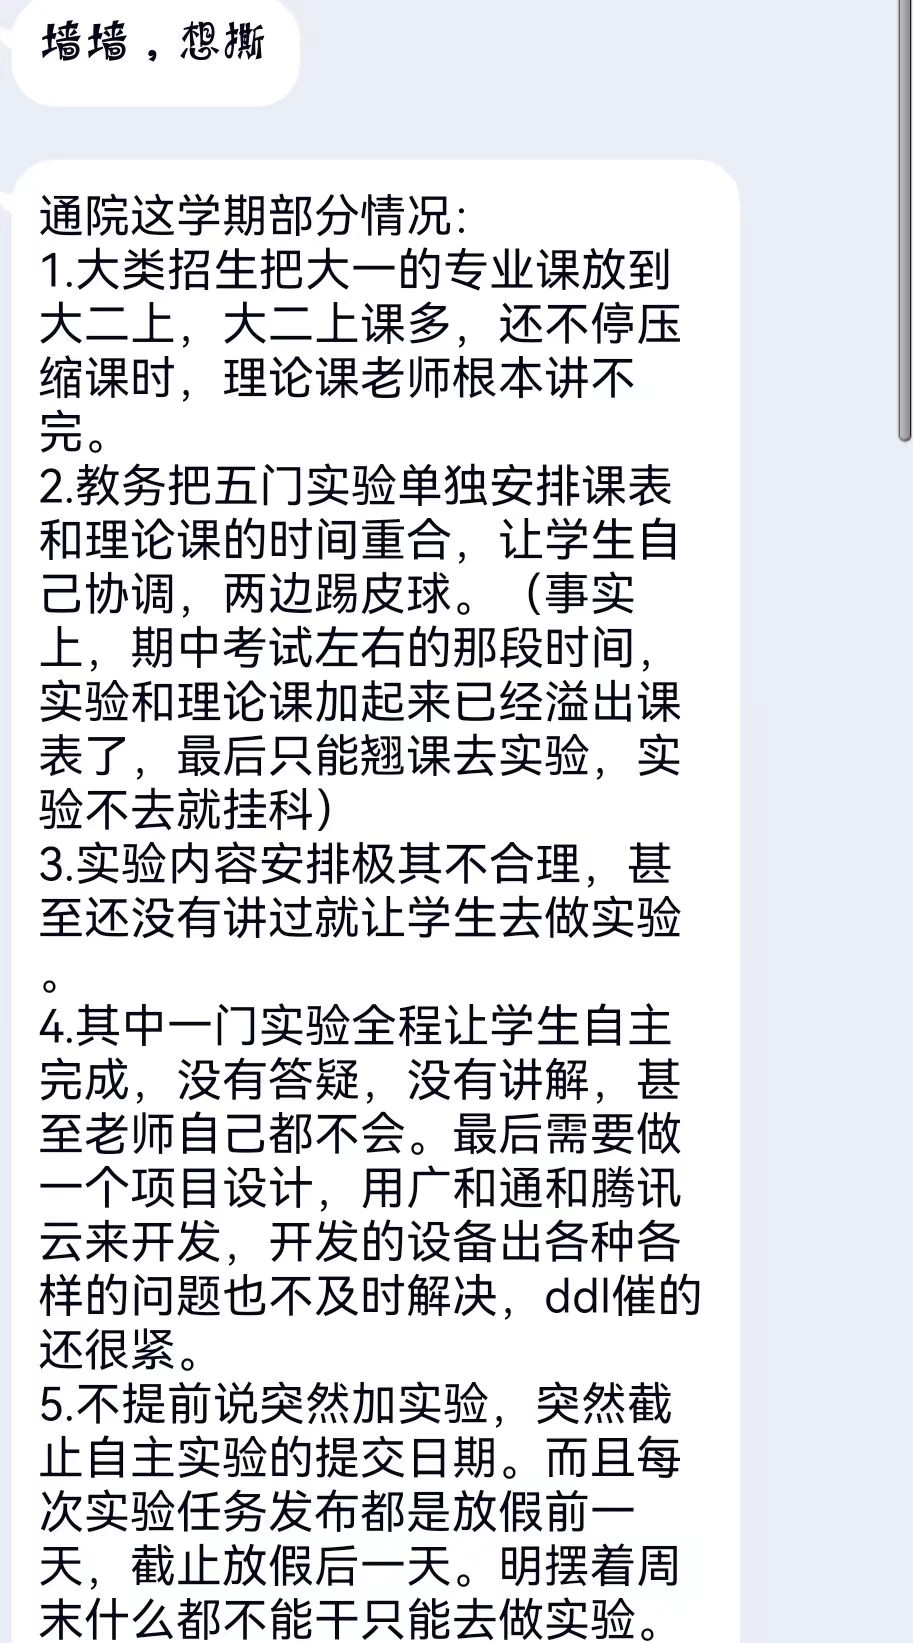 墙墙，想撕
通院这学期部分情况：
1.大类招生把大一的专业课放到
大二上，大二上课多，还不停压
缩课时，理论课老师根本讲不
完。
2.教务把五门实验单独安排课表
和理论课的时间重合，让学生自
己协调，两边踢皮球。（事实
上，期中考试左右的那段时间，
实验和理论课加起来已经溢出课
表了，最后只能翘课去实验，实
验不去就挂科）
3.实验内容安排极其不合理，甚
至还没有讲过就让学生去做实验
。
4.其中一门实验全程让学生自主
完成，没有答疑，没有讲解，甚
至老师自己都不会。最后需要做
一个项目设计，用广和通和腾讯
云来开发，开发的设备出各种各
样的问题也不及时解决，ddl催的
还很紧。
5.不提前说突然加实验，突然截
止自主实验的提交日期。而且每
次实验任务发布都是放假前一
天，截止放假后一天。明摆着周
末什么都不能干只能去做实验。